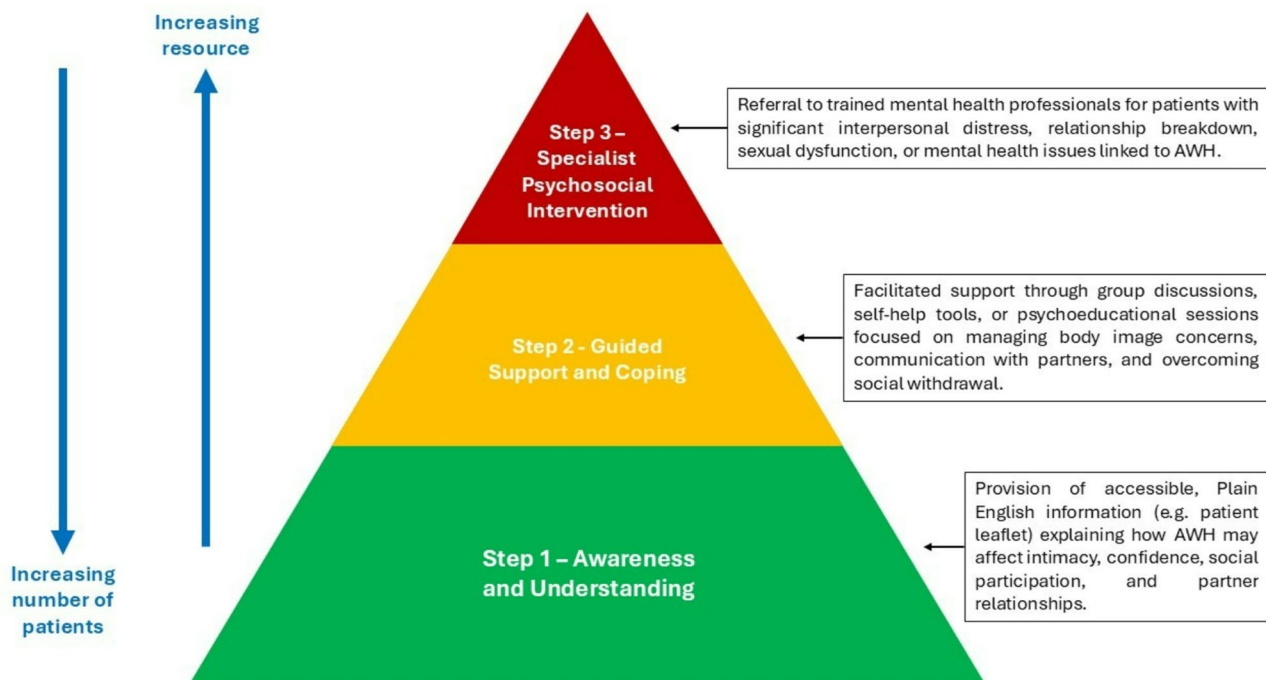 Increasing
resource
Increasing
number of
patients
Step 3 –
Specialist
Psychosocial
Intervention
Referral to trained mental health professionals for patients with
significant interpersonal distress, relationship breakdown,
sexual dysfunction, or mental health issues linked to AWH.
Step 2 - Guided
Support and Coping
Facilitated support through group discussions,
self-help tools, or psychoeducational sessions
focused on managing body image concerns,
communication with partners, and overcoming
social withdrawal.
Step 1 – Awareness
and Understanding
Provision of accessible, Plain
English information (e.g. patient
leaflet) explaining how AWH may
affect intimacy, confidence, social
participation, and partner
relationships.